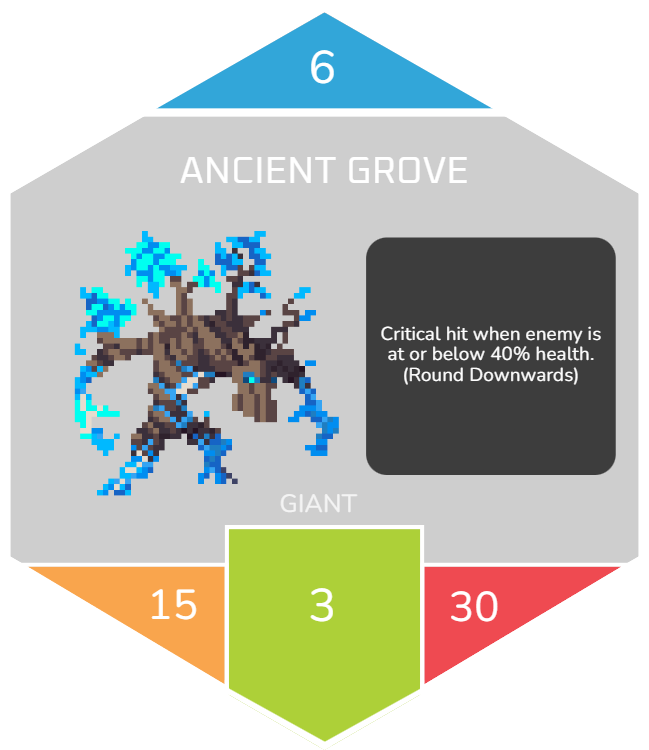 6
ANCIENT GROVE
Critical hit when enemy is
at or below 40% health.
(Round Downwards)
GIANT
15
3
30